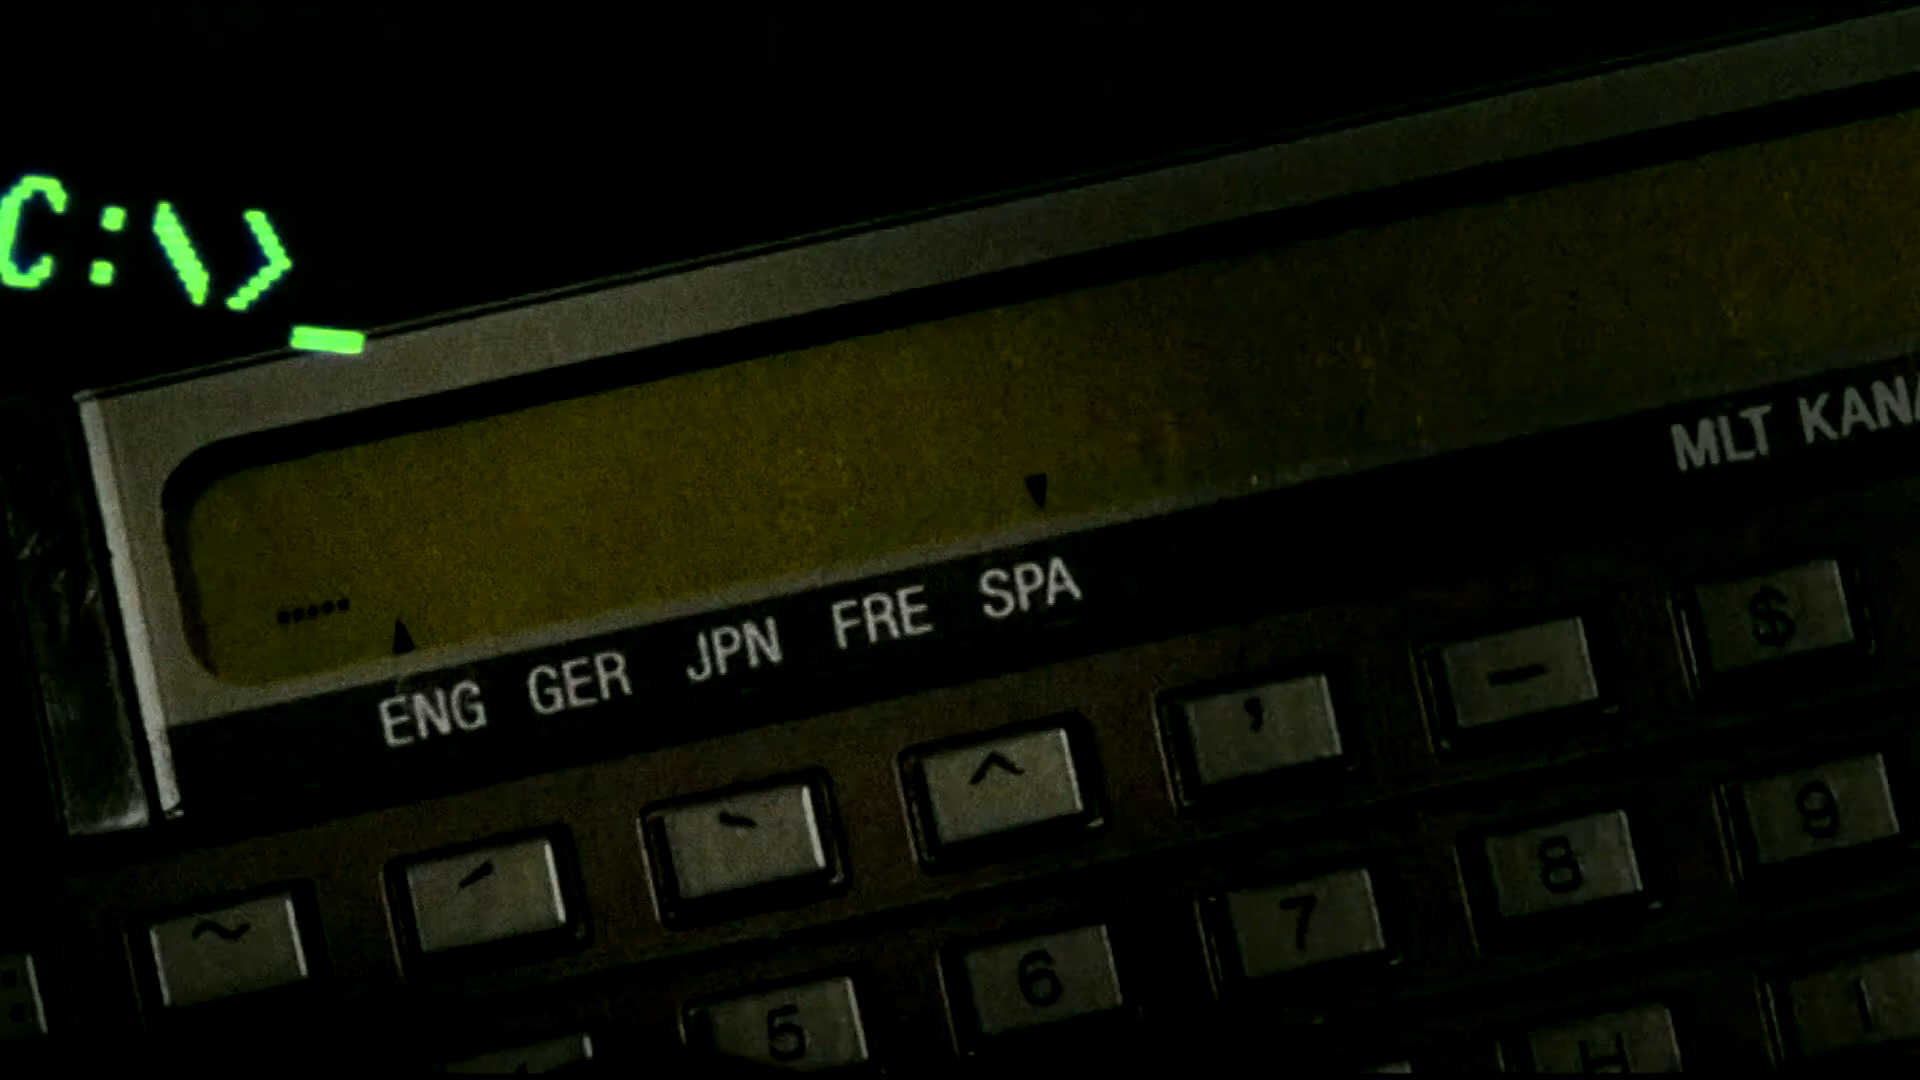 C:\>_
MLT KANA
ENG GER JPN FRE SPA
~ ´ ` ^ , - $
5 6 7 8 9
H I